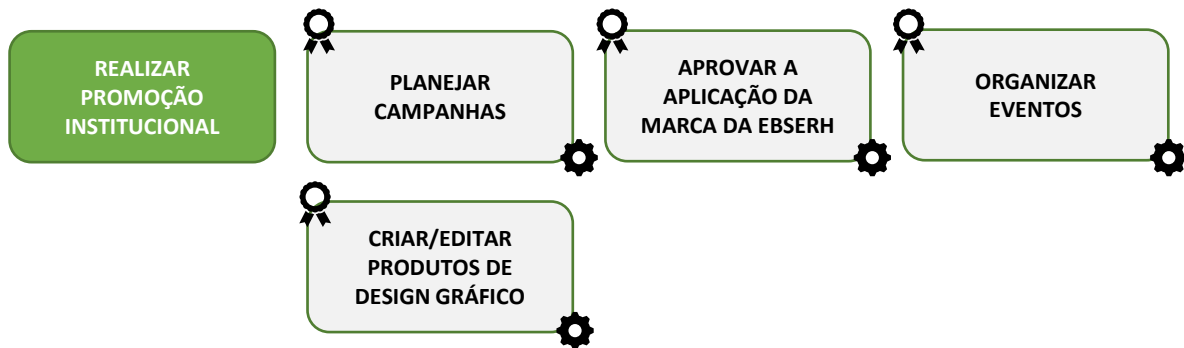 REALIZAR
PROMOÇÃO
INSTITUCIONAL
PLANEJAR
CAMPANHAS
APROVAR A
APLICAÇÃO DA
MARCA DA EBSERH
ORGANIZAR
EVENTOS
CRIAR/EDITAR
PRODUTOS DE
DESIGN GRÁFICO